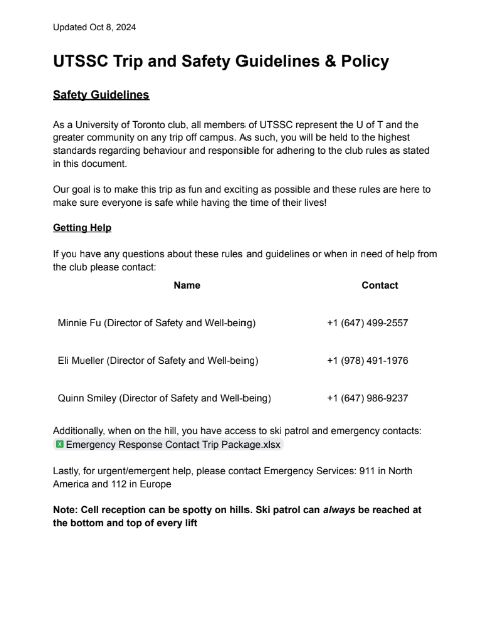 Updated Oct 8, 2024
UTSSC Trip and Safety Guidelines & Policy
Safety Guidelines
As a University of Toronto club, all members of UTSSC represent the U of T and the
greater community on any trip off campus. As such, you will be held to the highest
standards regarding behaviour and responsible for adhering to the club rules as stated
in this document.
Our goal is to make this trip as fun and exciting as possible and these rules are here to
make sure everyone is safe while having the time of their lives!
Getting Help
If you have any questions about these rules and guidelines or when in need of help from
the club please contact:
Name Contact
Minnie Fu (Director of Safety and Well-being) +1 (647) 499-2557
Eli Mueller (Director of Safety and Well-being) +1 (978) 491-1976
Quinn Smiley (Director of Safety and Well-being) +1 (647) 986-9237
Additionally, when on the hill, you have access to ski patrol and emergency contacts:
Emergency Response Contact Trip Package.xlsx
Lastly, for urgent/emergent help, please contact Emergency Services: 911 in North
America and 112 in Europe
Note: Cell reception can be spotty on hills. Ski patrol can always be reached at
the bottom and top of every lift